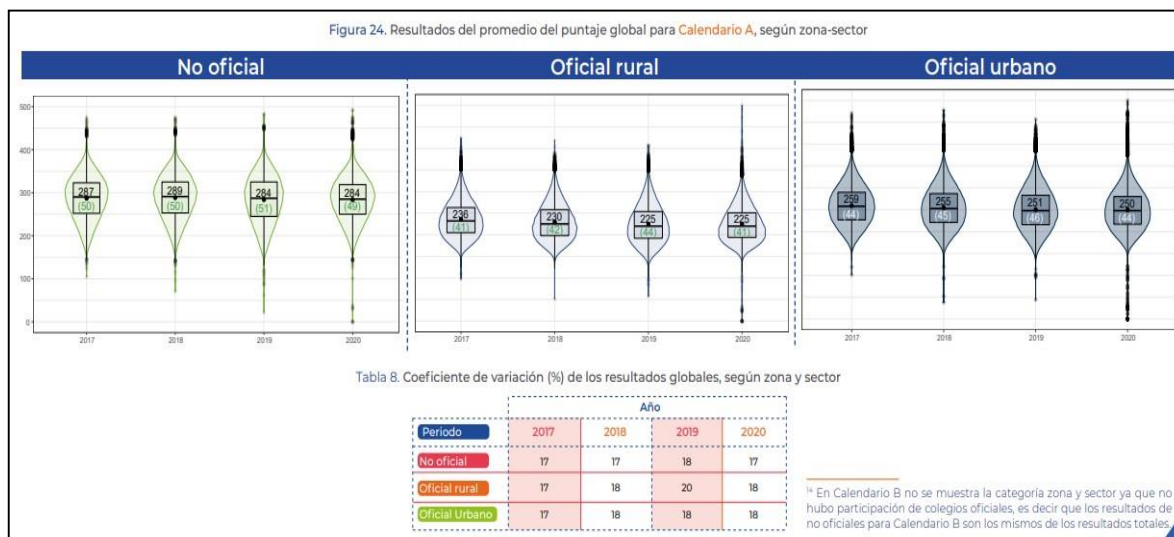 Figura 24. Resultados del promedio del puntaje global para Calendario A, según zona-sector
No oficial
Oficial rural
Oficial urbano
500
400
300
200
100
0
287
(50)
289
(50)
284
(51)
284
(49)
2017 2018 2019 2020
236
(41)
230
(42)
225
(44)
225
(41)
2017 2018 2019 2020
259
(44)
255
(45)
251
(46)
250
(44)
2017 2018 2019 2020
Tabla 8. Coeficiente de variación (%) de los resultados globales, según zona y sector
Año
Periodo 2017 2018 2019 2020
No oficial 17 17 18 17
Oficial rural 17 18 20 18
Oficial Urbano 17 18 18 18
14 En Calendario B no se muestra la categoría zona y sector ya que no
hubo participación de colegios oficiales, es decir que los resultados de
no oficiales para Calendario B son los mismos de los resultados totales.